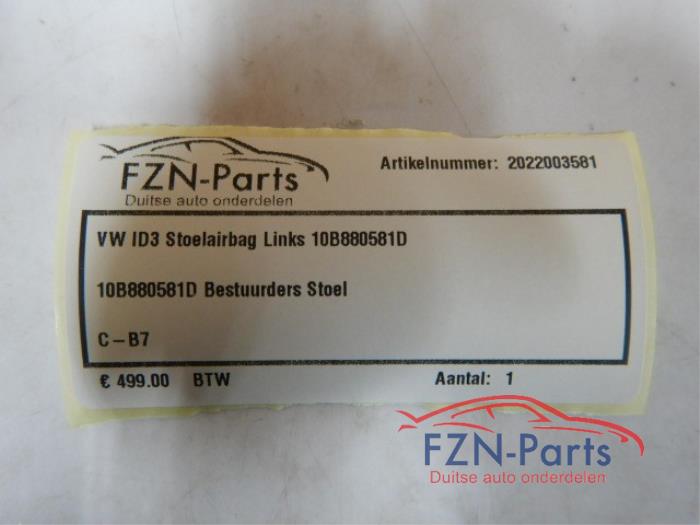 FZN-Parts
Duitse auto onderdelen
Artikelnummer: 2022003581
VW ID3 Stoelairbag Links 10B880581D
10B880581D Bestuurders Stoel
C-B7
€ 499.00 BTW Aantal: 1
FZN-Parts
Duitse auto onderdelen